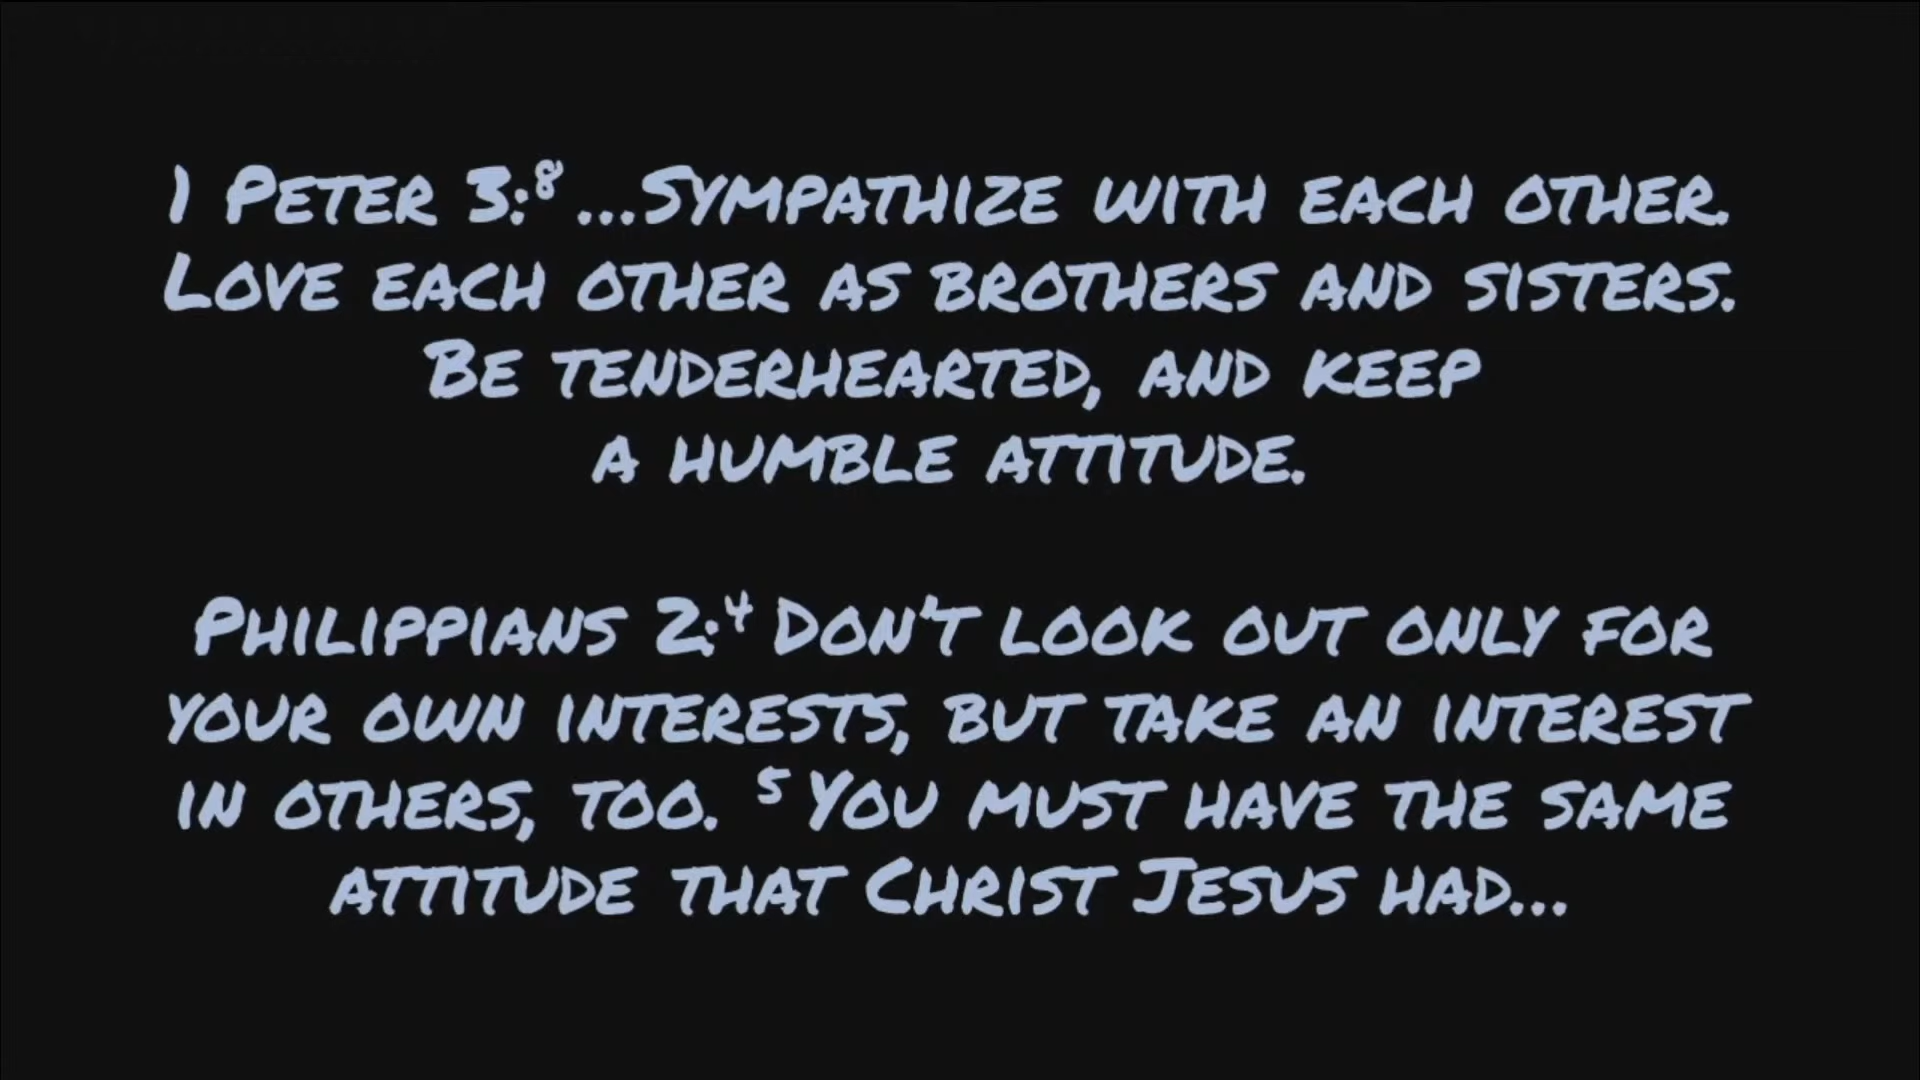 1 Peter 3:⁸ ...Sympathize with each other.
Love each other as brothers and sisters.
Be tenderhearted, and keep
a humble attitude.
Philippians 2:⁴ Don't look out only for
your own interests, but take an interest
in others, too. ⁵ You must have the same
attitude that Christ Jesus had...